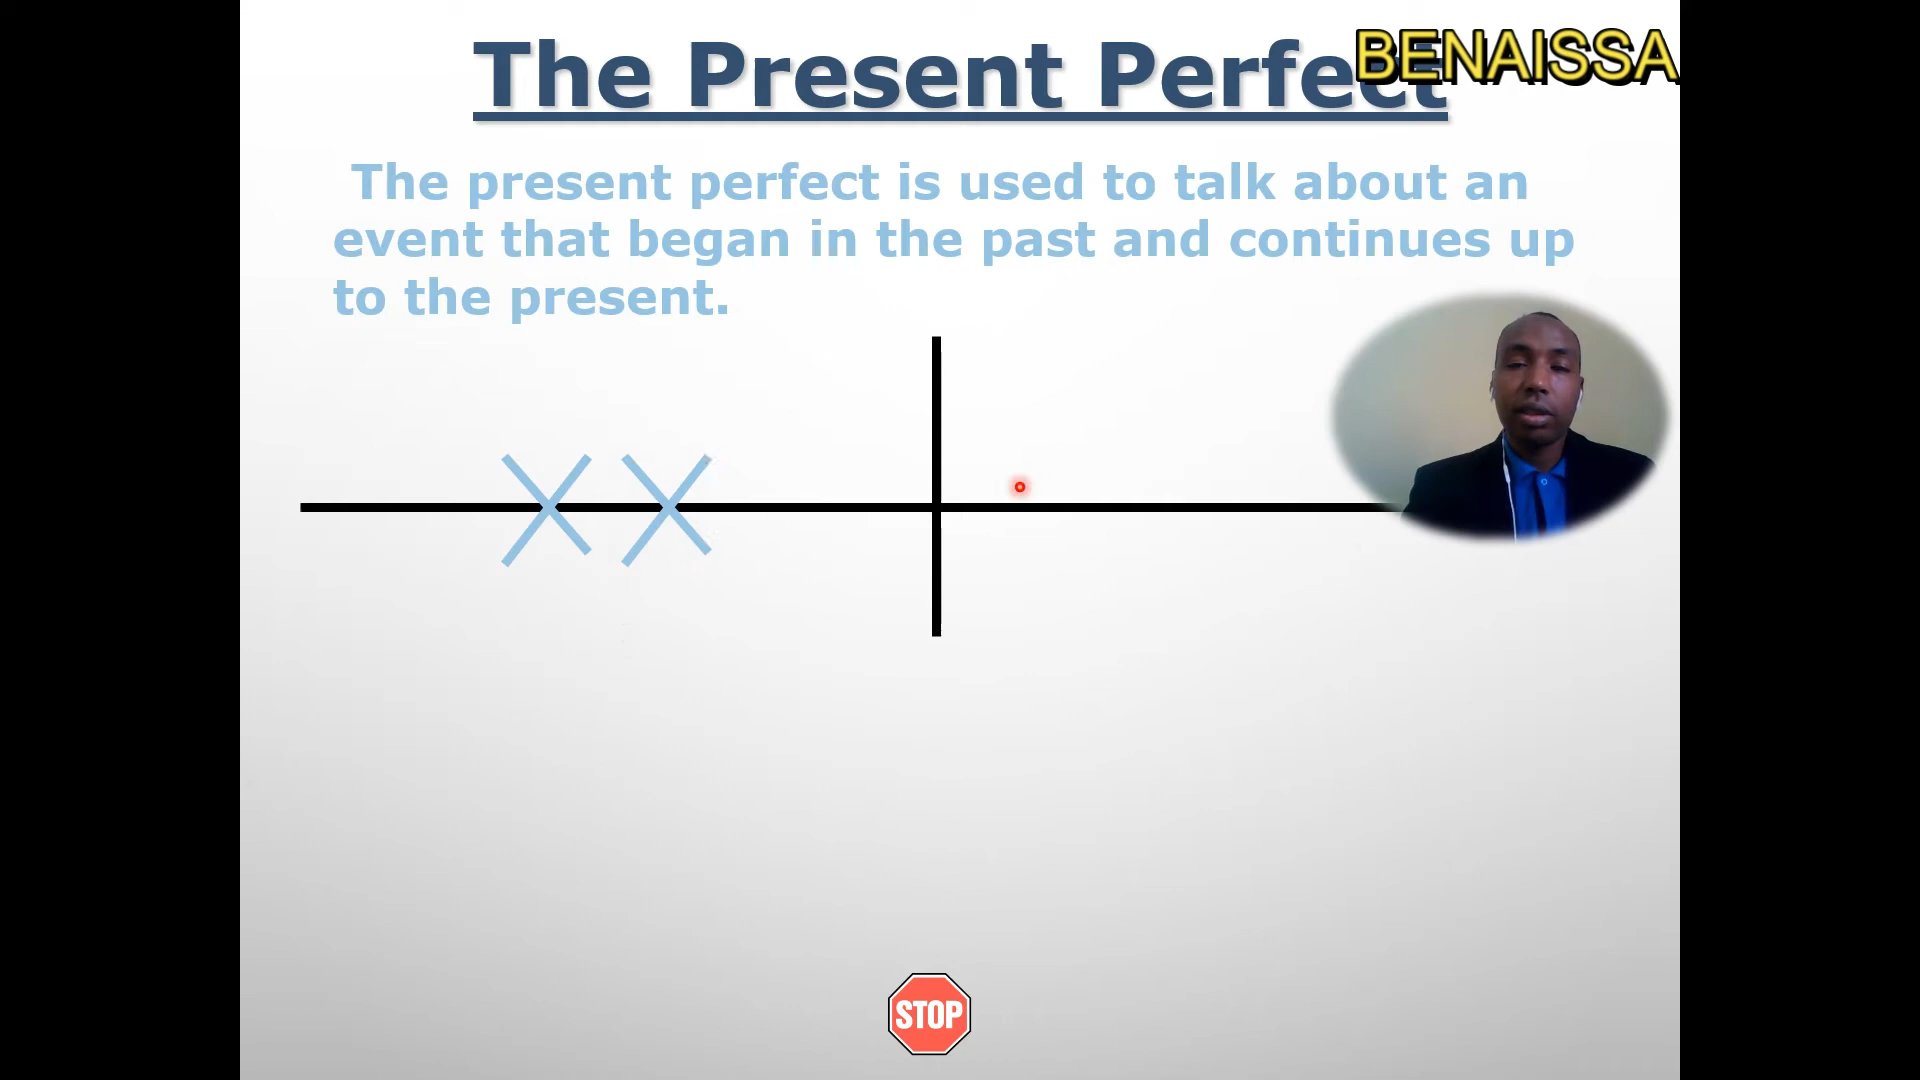 The Present Perfect
BENAISSA
The present perfect is used to talk about an
event that began in the past and continues up
to the present.
STOP